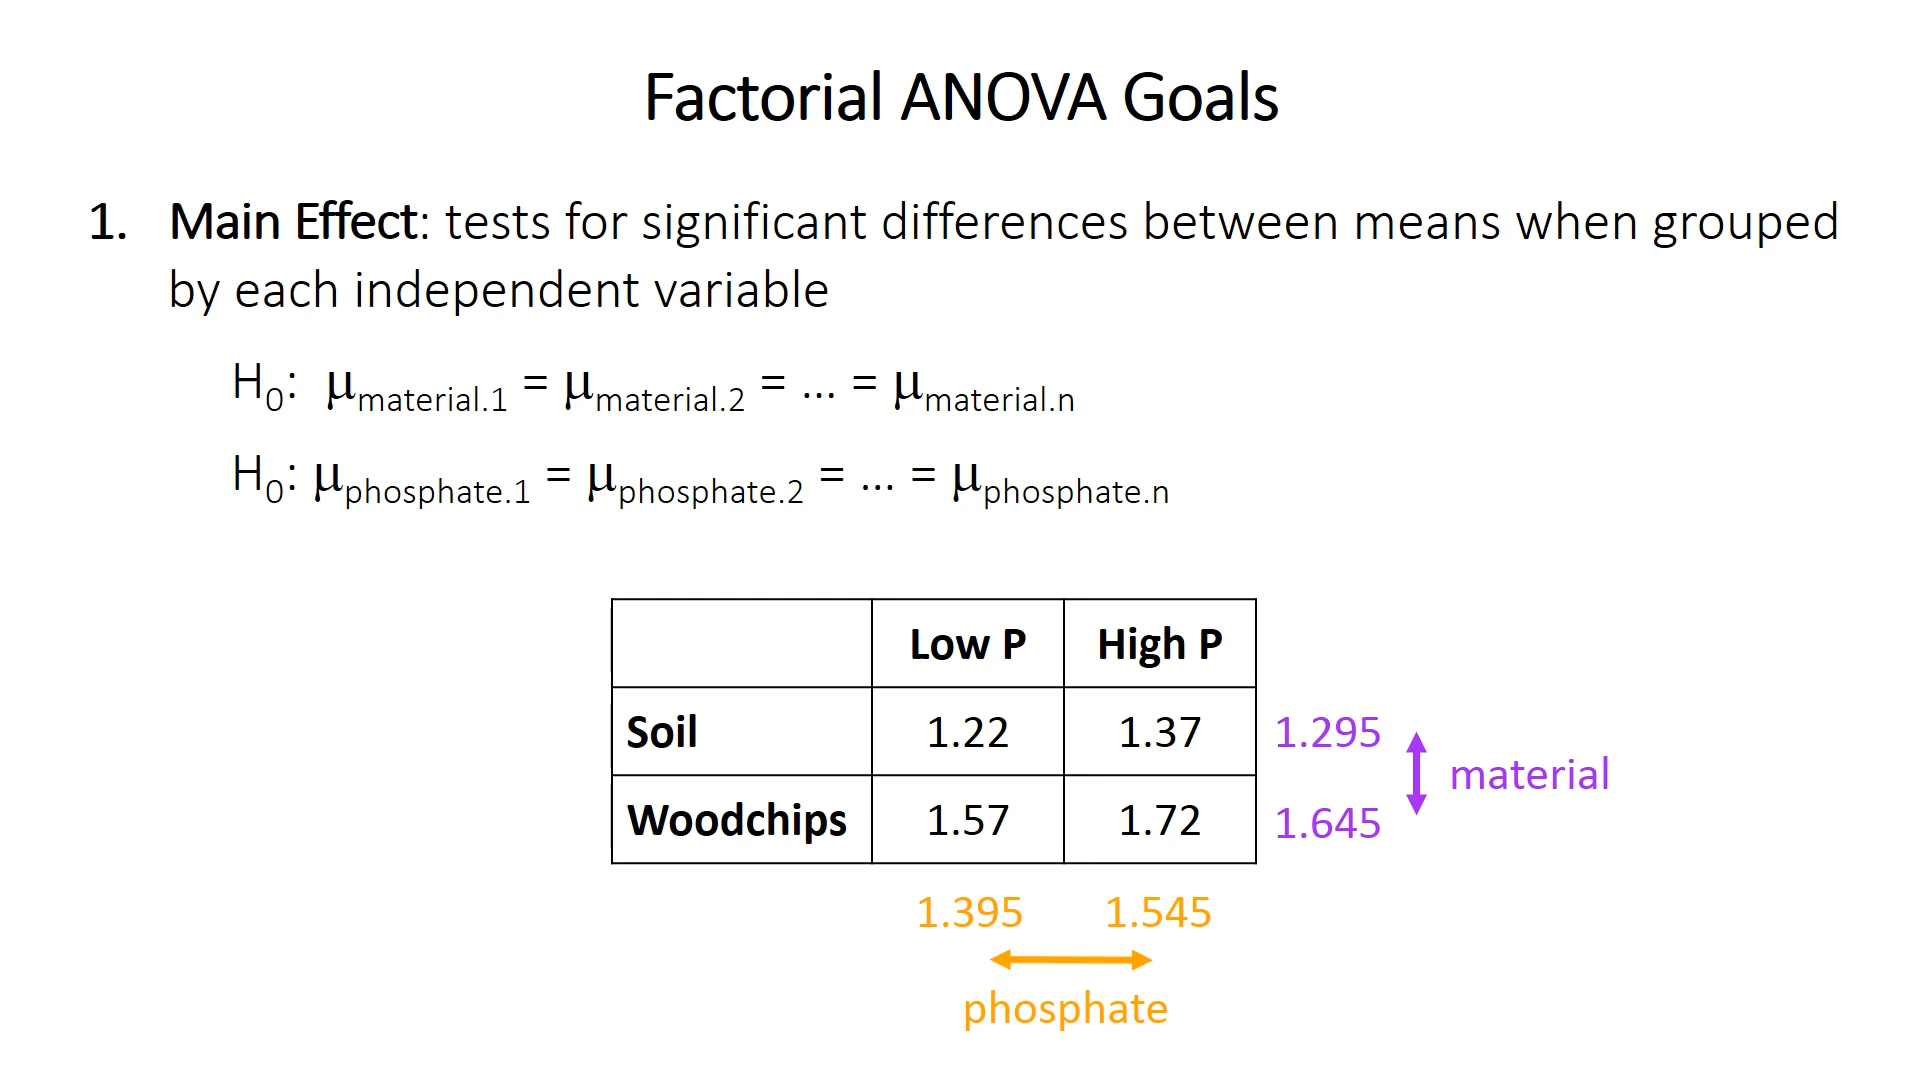 Factorial ANOVA Goals
1. Main Effect: tests for significant differences between means when grouped
by each independent variable
H₀: μmaterial.1 = μmaterial.2 = ... = μmaterial.n
H₀: μphosphate.1 = μphosphate.2 = ... = μphosphate.n
Low P High P
Soil 1.22 1.37 1.295
material
Woodchips 1.57 1.72 1.645
1.395 1.545
phosphate